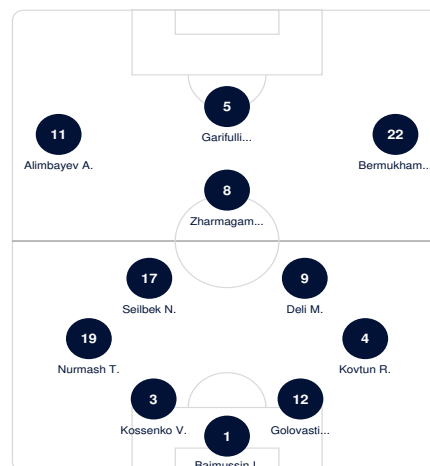 5
Garifulli...
11
Alimbayev A.
22
Bermukham...
8
Zharmagam...
17
Seilbek N.
9
Deli M.
19
Nurmash T.
4
Kovtun R.
3
Kossenko V.
12
Golovasti...
1